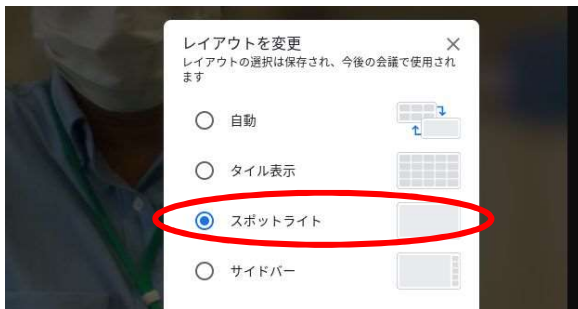 レイアウトを変更
レイアウトの選択は保存され、今後の会議で使用され
ます
自動
タイル表示
スポットライト
サイドバー